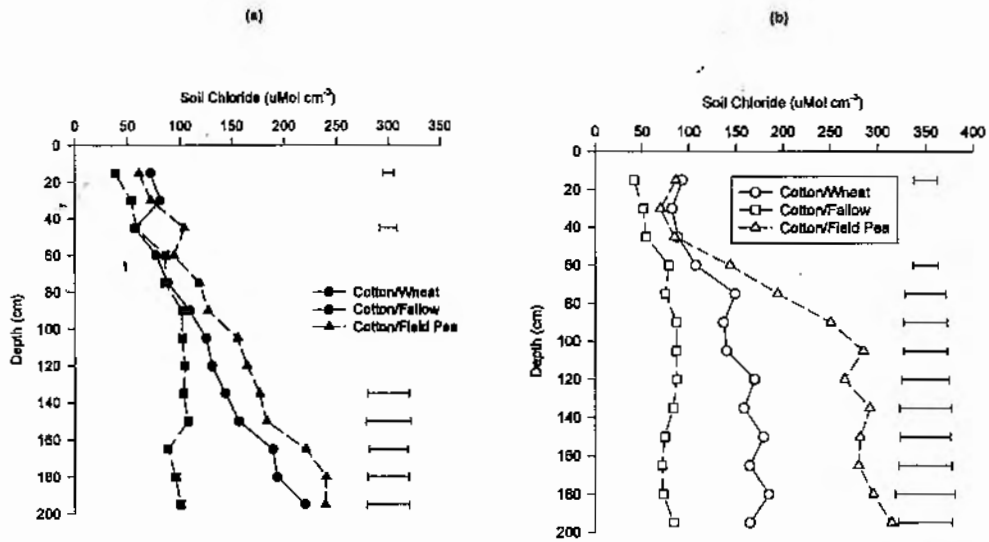 (a)
(b)
Soil Chloride (uMol cm⁻³)
0 50 100 150 200 250 300 350
0
20
40
60
80
100
120
140
160
180
200
Depth (cm)
Cotton/Wheat
Cotton/Fallow
Cotton/Field Pea
Soil Chloride (uMol cm⁻³)
0 50 100 150 200 250 300 350 400
0
20
40
60
80
100
120
140
160
180
200
Depth (cm)
Cotton/Wheat
Cotton/Fallow
Cotton/Field Pea